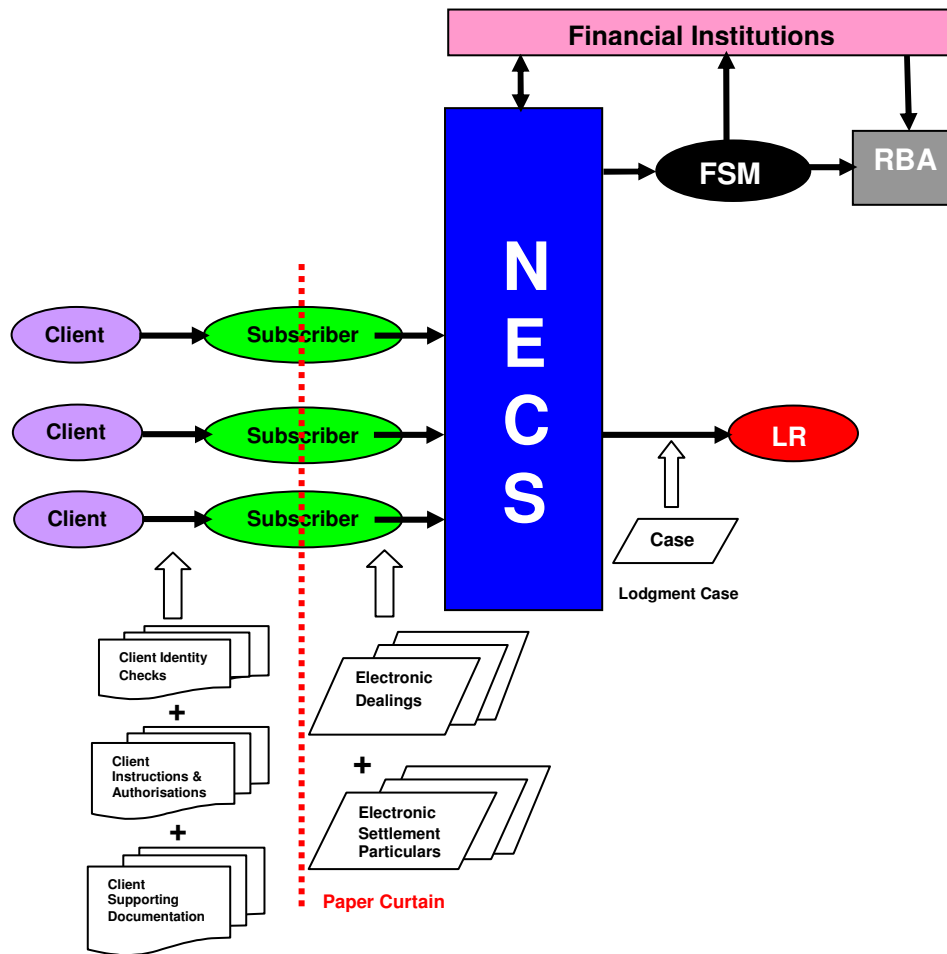 Financial Institutions
FSM
RBA
N
E
C
S
Client
Subscriber
Client
Subscriber
LR
Client
Subscriber
Case
Lodgment Case
Client Identity
Checks
+
Client
Instructions &
Authorisations
+
Client
Supporting
Documentation
Electronic
Dealings
+
Electronic
Settlement
Particulars
Paper Curtain